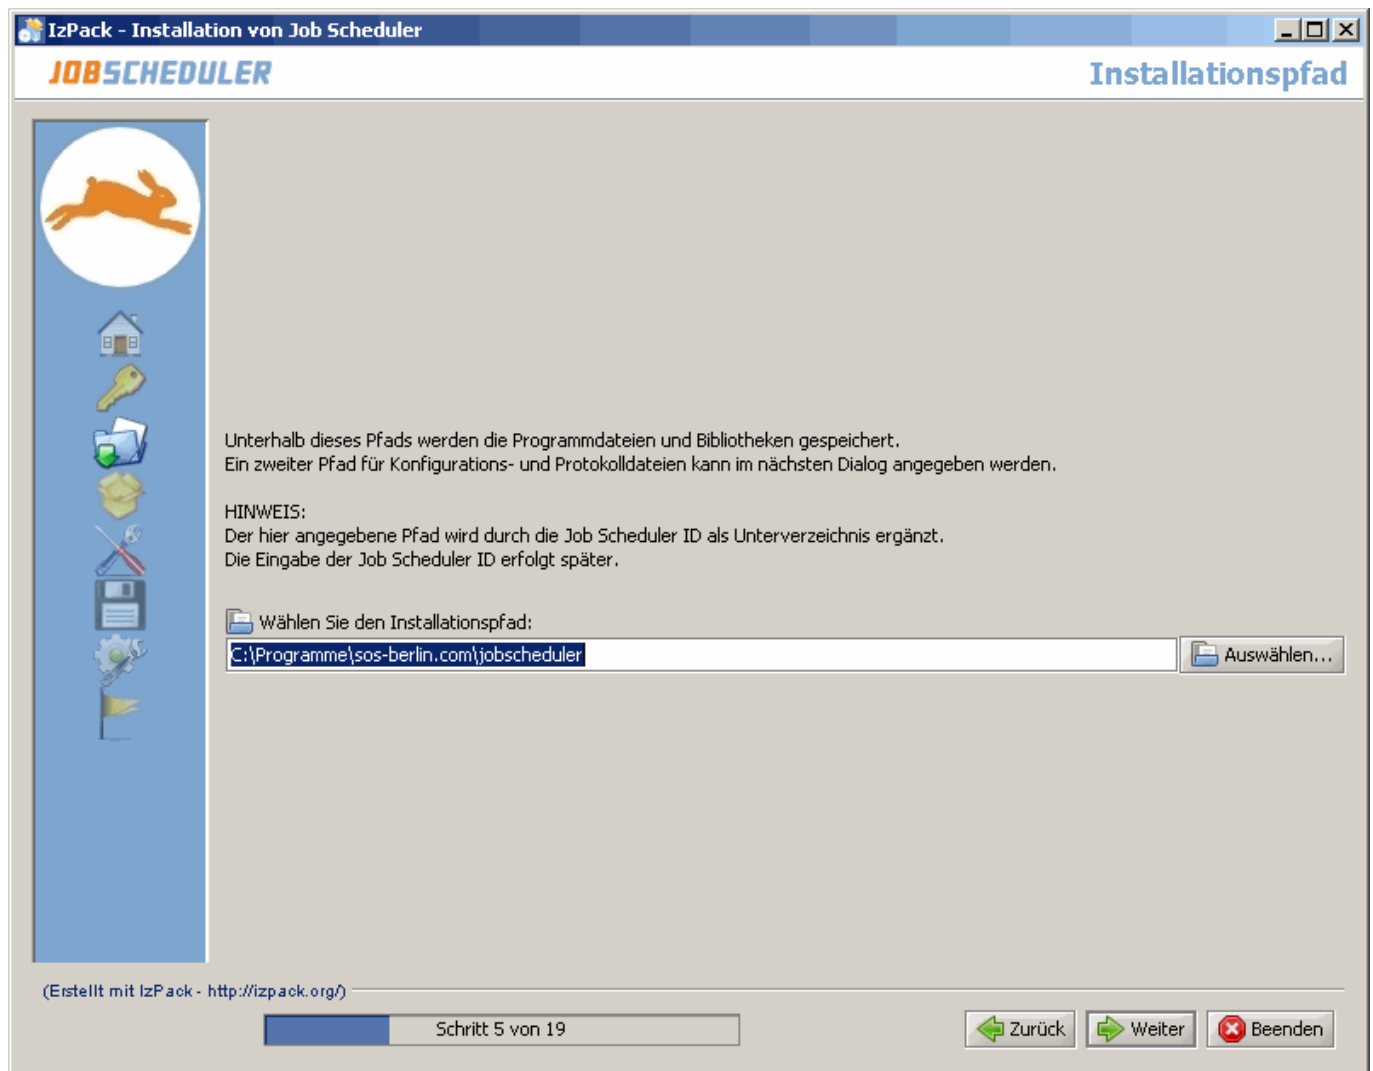 IzPack - Installation von Job Scheduler
JOBSCHEDULER
Installationspfad
Unterhalb dieses Pfads werden die Programmdateien und Bibliotheken gespeichert.
Ein zweiter Pfad für Konfigurations- und Protokolldateien kann im nächsten Dialog angegeben werden.
HINWEIS:
Der hier angegebene Pfad wird durch die Job Scheduler ID als Unterverzeichnis ergänzt.
Die Eingabe der Job Scheduler ID erfolgt später.
Wählen Sie den Installationspfad:
C:\Programme\sos-berlin.com\jobscheduler
Auswählen...
(Erstellt mit IzPack - http://izpack.org/)
Schritt 5 von 19
Zurück
Weiter
Beenden